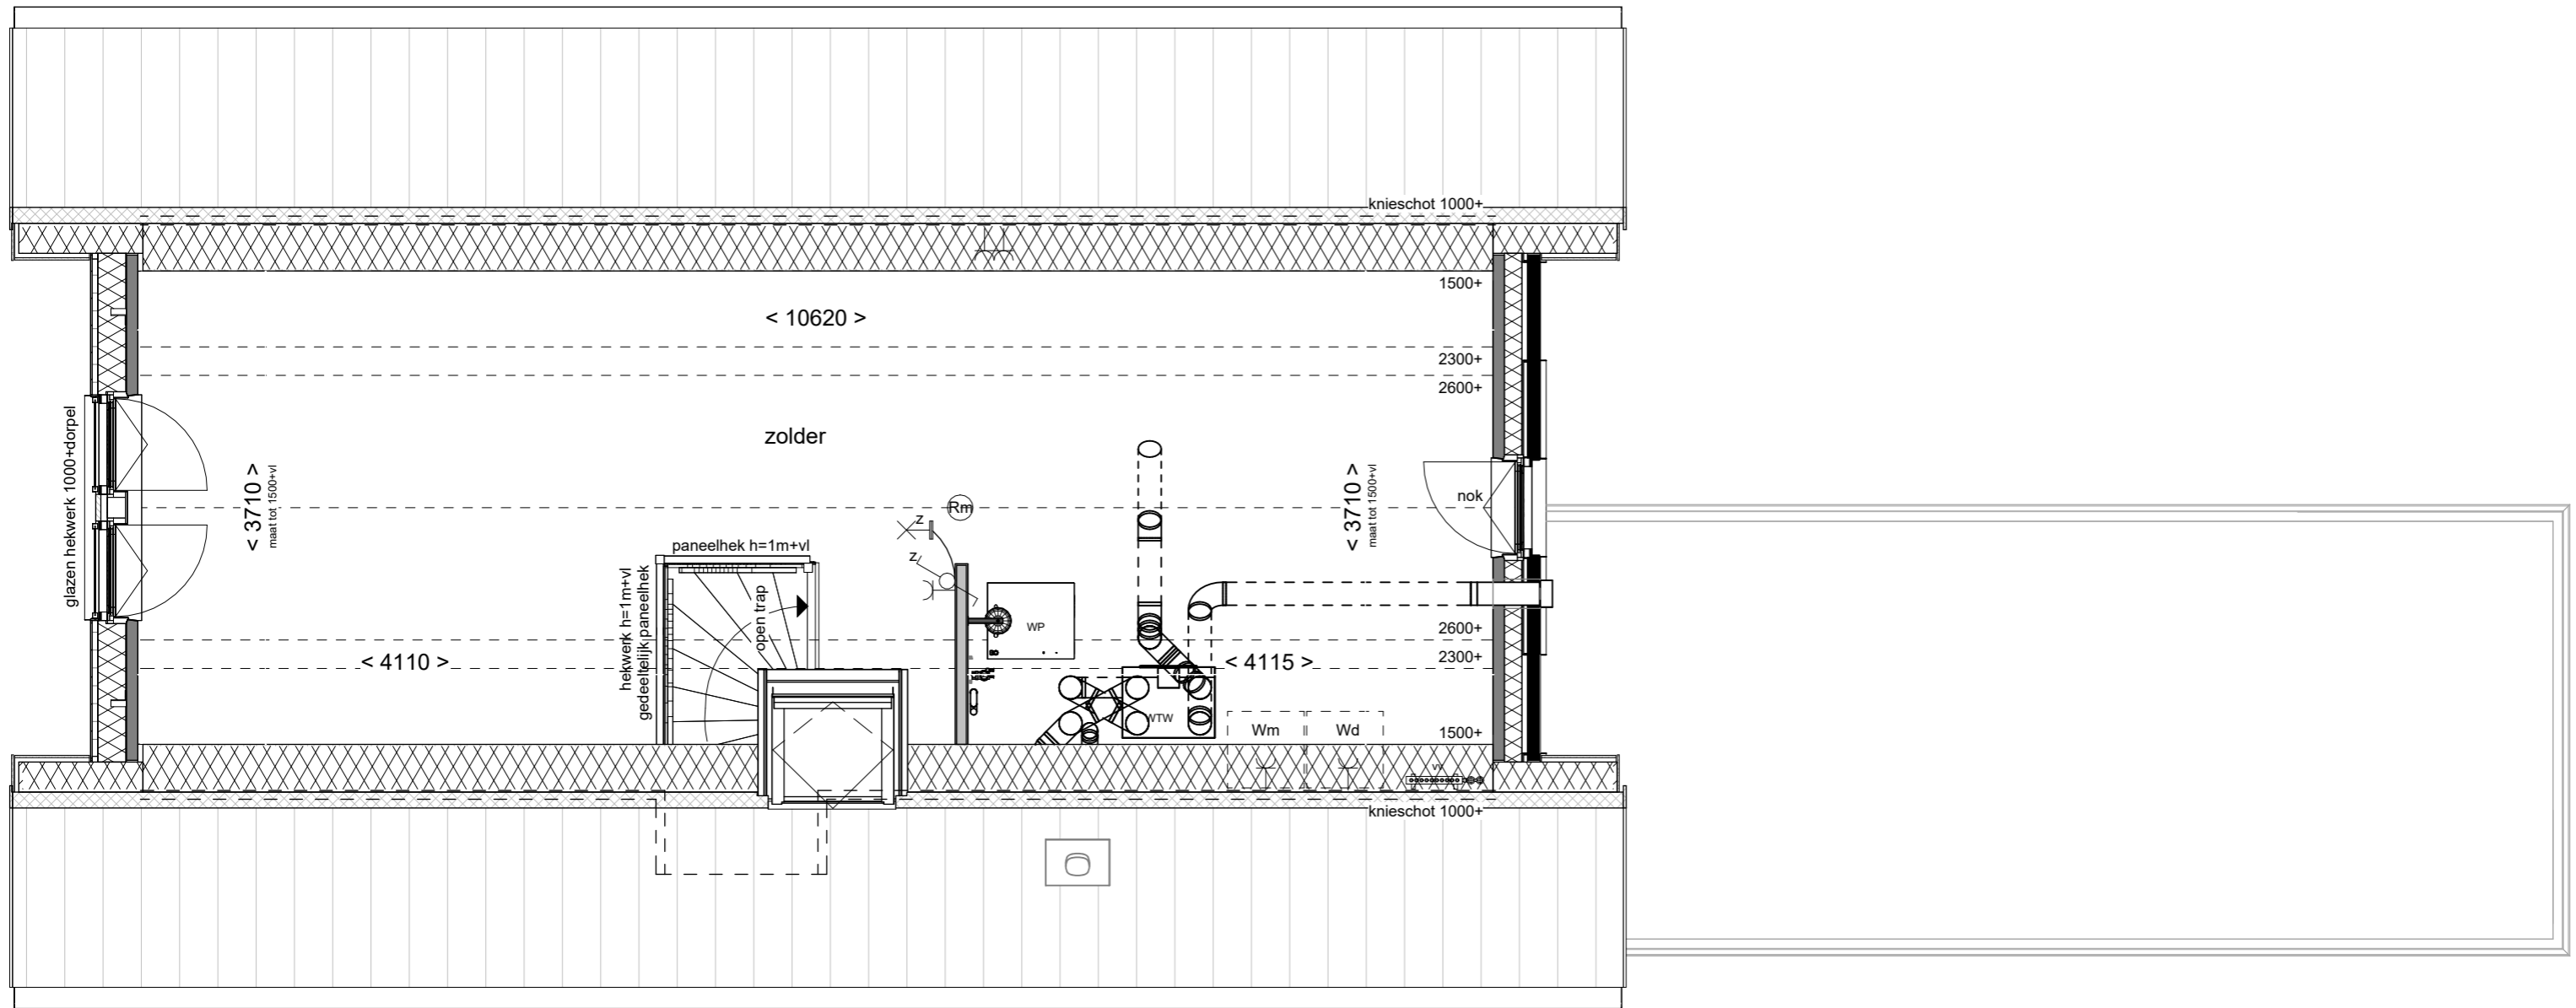 knieschot 1000+
1500+
< 10620 >
2300+
2600+
glazen hekwerk 1000+dorpel
zolder
< 3710 >
maat tot 1500+vl
< 3710 >
maat tot 1500+vl
nok
Rm
z
z
paneelhek h=1m+vl
hekwerk h=1m+vl
gedeeltelijk paneelhek
open trap
WP
2600+
2300+
< 4110 >
< 4115 >
WTW
Wm
Wd
1500+
vv
knieschot 1000+